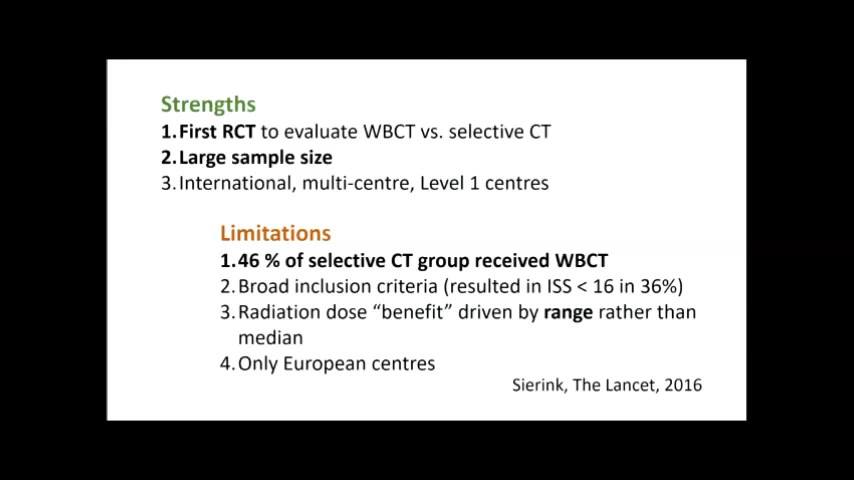 Strengths
1. First RCT to evaluate WBCT vs. selective CT
2. Large sample size
3. International, multi-centre, Level 1 centres
Limitations
1. 46 % of selective CT group received WBCT
2. Broad inclusion criteria (resulted in ISS < 16 in 36%)
3. Radiation dose “benefit” driven by range rather than
median
4. Only European centres
Sierink, The Lancet, 2016